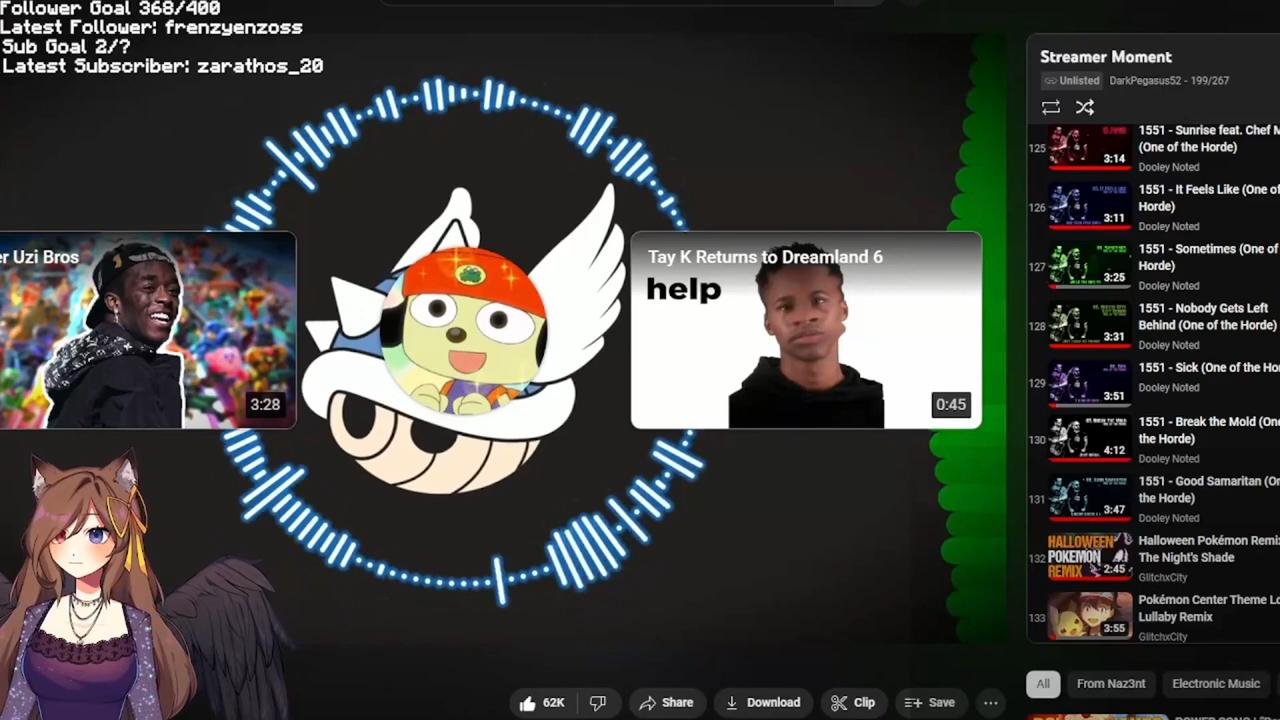 Follower Goal 368/400
Latest Follower: frenzyenzoss
Sub Goal 2/?
Latest Subscriber: zarathos_20
er Uzi Bros
3:28
Tay K Returns to Dreamland 6
help
0:45
Streamer Moment
Unlisted
DarkPegasus52 - 199/267
125
3:14
1551 - Sunrise feat. Chef
(One of the Horde)
Dooley Noted
126
3:11
1551 - It Feels Like (One of
Horde)
Dooley Noted
127
3:25
1551 - Sometimes (One of
Horde)
Dooley Noted
128
3:31
1551 - Nobody Gets Left
Behind (One of the Horde)
Dooley Noted
129
3:51
1551 - Sick (One of the
Dooley Noted
130
4:12
1551 - Break the Mold
the Horde)
Dooley Noted
131
3:47
1551 - Good Samaritan
the Horde)
Dooley Noted
132
HALLOWEEN
POKEMON
REMIX
2:45
Halloween Pokémon Remix
The Night's Shade
GlitchxCity
133
3:55
Pokémon Center Theme
Lullaby Remix
GlitchxCity
62K
Share
Download
Clip
Save
All
From Naz3nt
Electronic Music